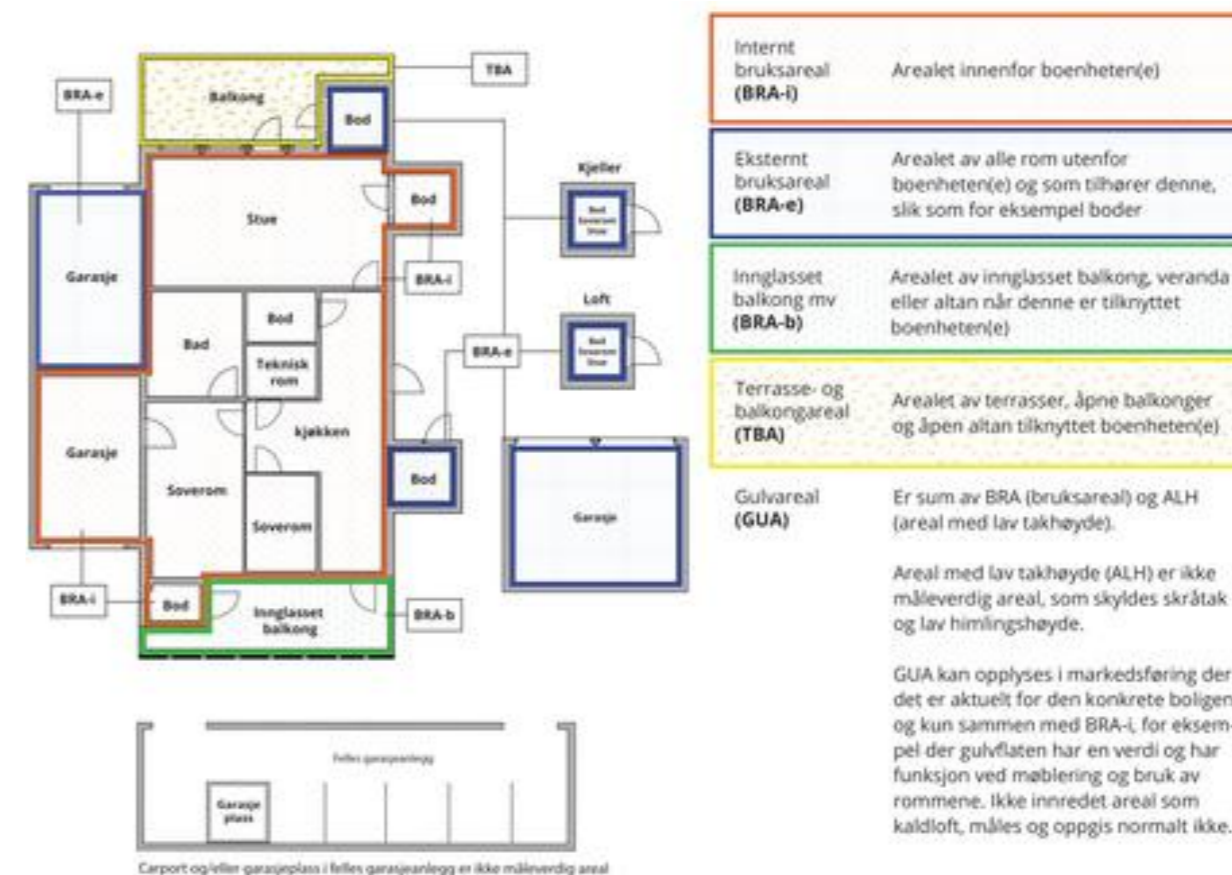 TBA
BRA-e
Balkong
Bod
Kjeller
Bod
Soverom
Stue
Stue
Bod
Garasje
BRA-i
Loft
Bod
Soverom
Stue
Bad
Bod
Teknisk
rom
BRA-e
kjøkken
Garasje
Soverom
Bod
Soverom
Garasje
BRA-i
Bod
Innglasset
balkong
BRA-b
Felles garasjeanlegg
Garasje
plass
Carport og/eller garasjeplass i felles garasjeanlegg er ikke måleverdig areal
Internt
bruksareal
(BRA-i)
Arealet innenfor boenheten(e)
Eksternt
bruksareal
(BRA-e)
Arealet av alle rom utenfor
boenheten(e) og som tilhører denne,
slik som for eksempel boder
Innglasset
balkong mv
(BRA-b)
Arealet av innglasset balkong, veranda
eller altan når denne er tilknyttet
boenheten(e)
Terrasse- og
balkongareal
(TBA)
Arealet av terrasser, åpne balkonger
og åpen altan tilknyttet boenheten(e)
Gulvareal
(GUA)
Er sum av BRA (bruksareal) og ALH
(areal med lav takhøyde).
Areal med lav takhøyde (ALH) er ikke
måleverdig areal, som skyldes skråtak
og lav himlingshøyde.
GUA kan opplyses i markedsføring der
det er aktuelt for den konkrete boligen
og kun sammen med BRA-i, for eksem-
pel der gulvflaten har en verdi og har
funksjon ved møblering og bruk av
rommene. Ikke innredet areal som
kaldloft, måles og oppgis normalt ikke.